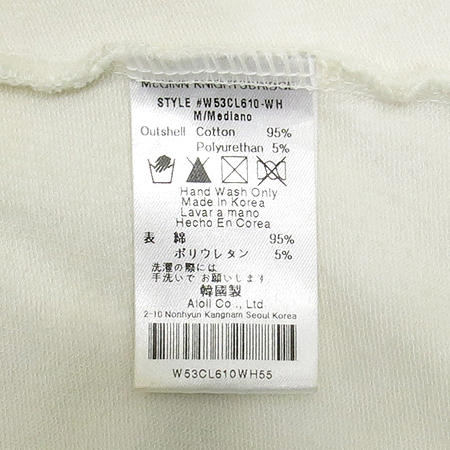 McGINN KNIGHTSBRIDGE
STYLE #W53CL610-WH
M/Mediano
Outshell Cotton 95%
Polyurethan 5%
Hand Wash Only
Made in Korea
Lavar a mano
Hecho En Corea
表 綿 95%
ポリウレタン 5%
洗濯の際には
手洗いで お願いします
韓國製
Aloll Co., Ltd
2-10 Nonhyun Kangnam Seoul Korea
W53CL610WH55